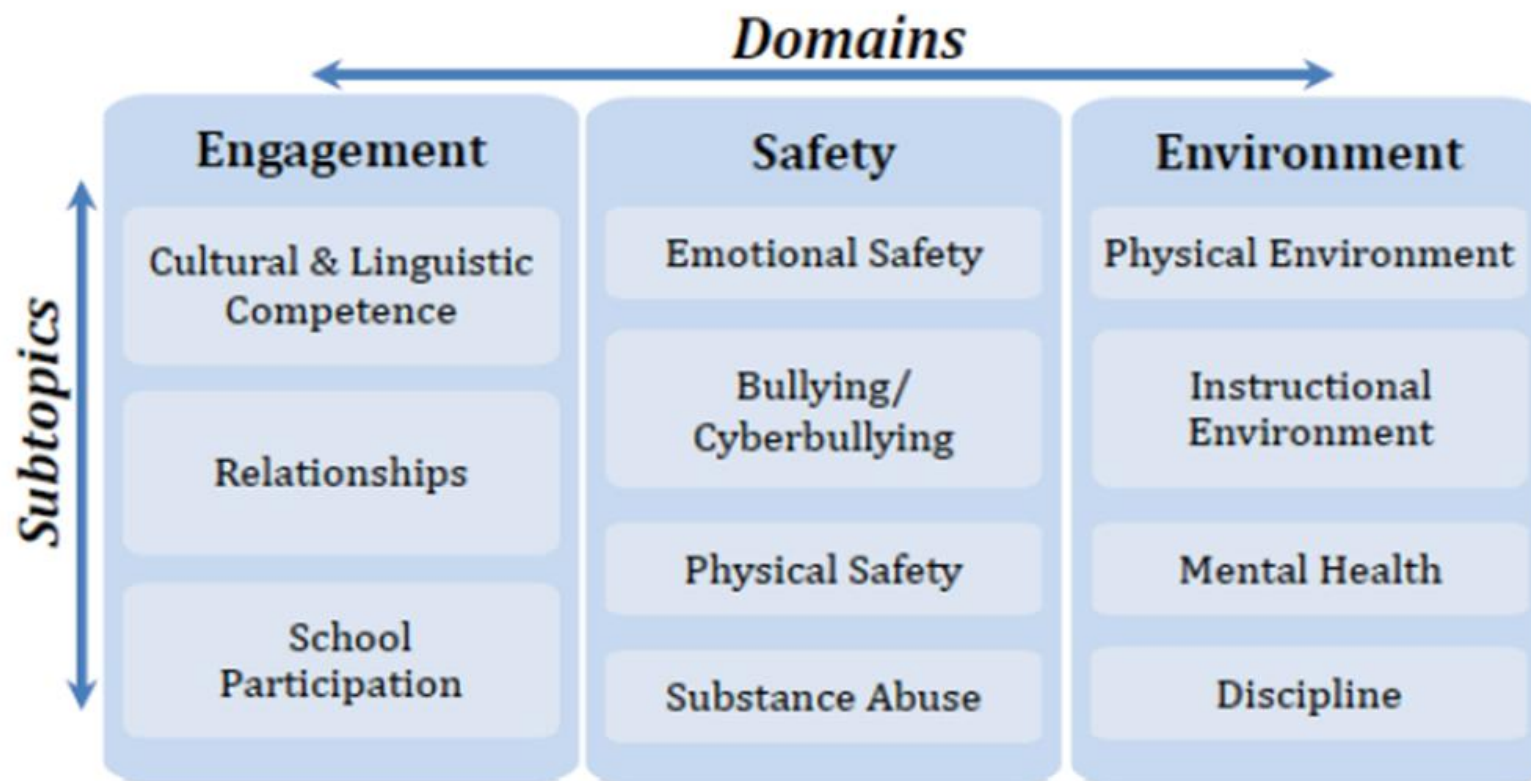 Domains
Subtopics
Engagement
Cultural & Linguistic
Competence
Relationships
School
Participation
Safety
Emotional Safety
Bullying/
Cyberbullying
Physical Safety
Substance Abuse
Environment
Physical Environment
Instructional
Environment
Mental Health
Discipline